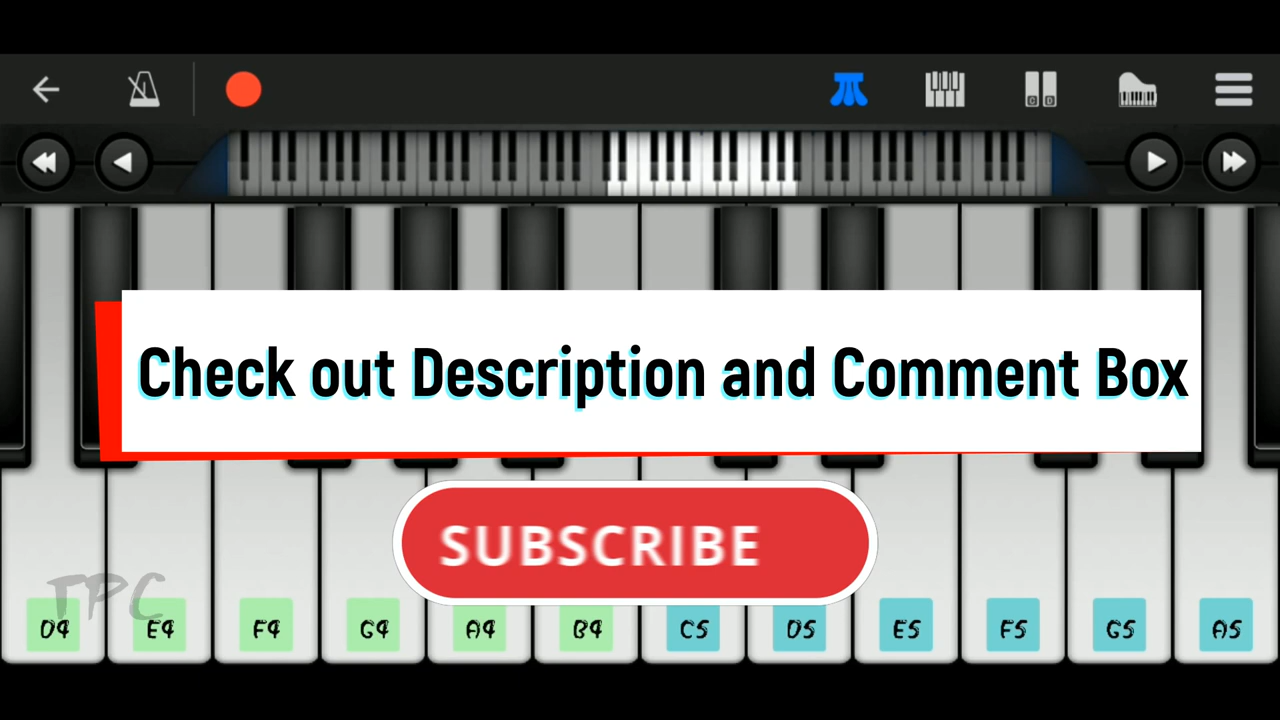 C D
Check out Description and Comment Box
SUBSCRIBE
TPC
D4 E4 F4 G4 A4 B4 C5 D5 E5 F5 G5 A5